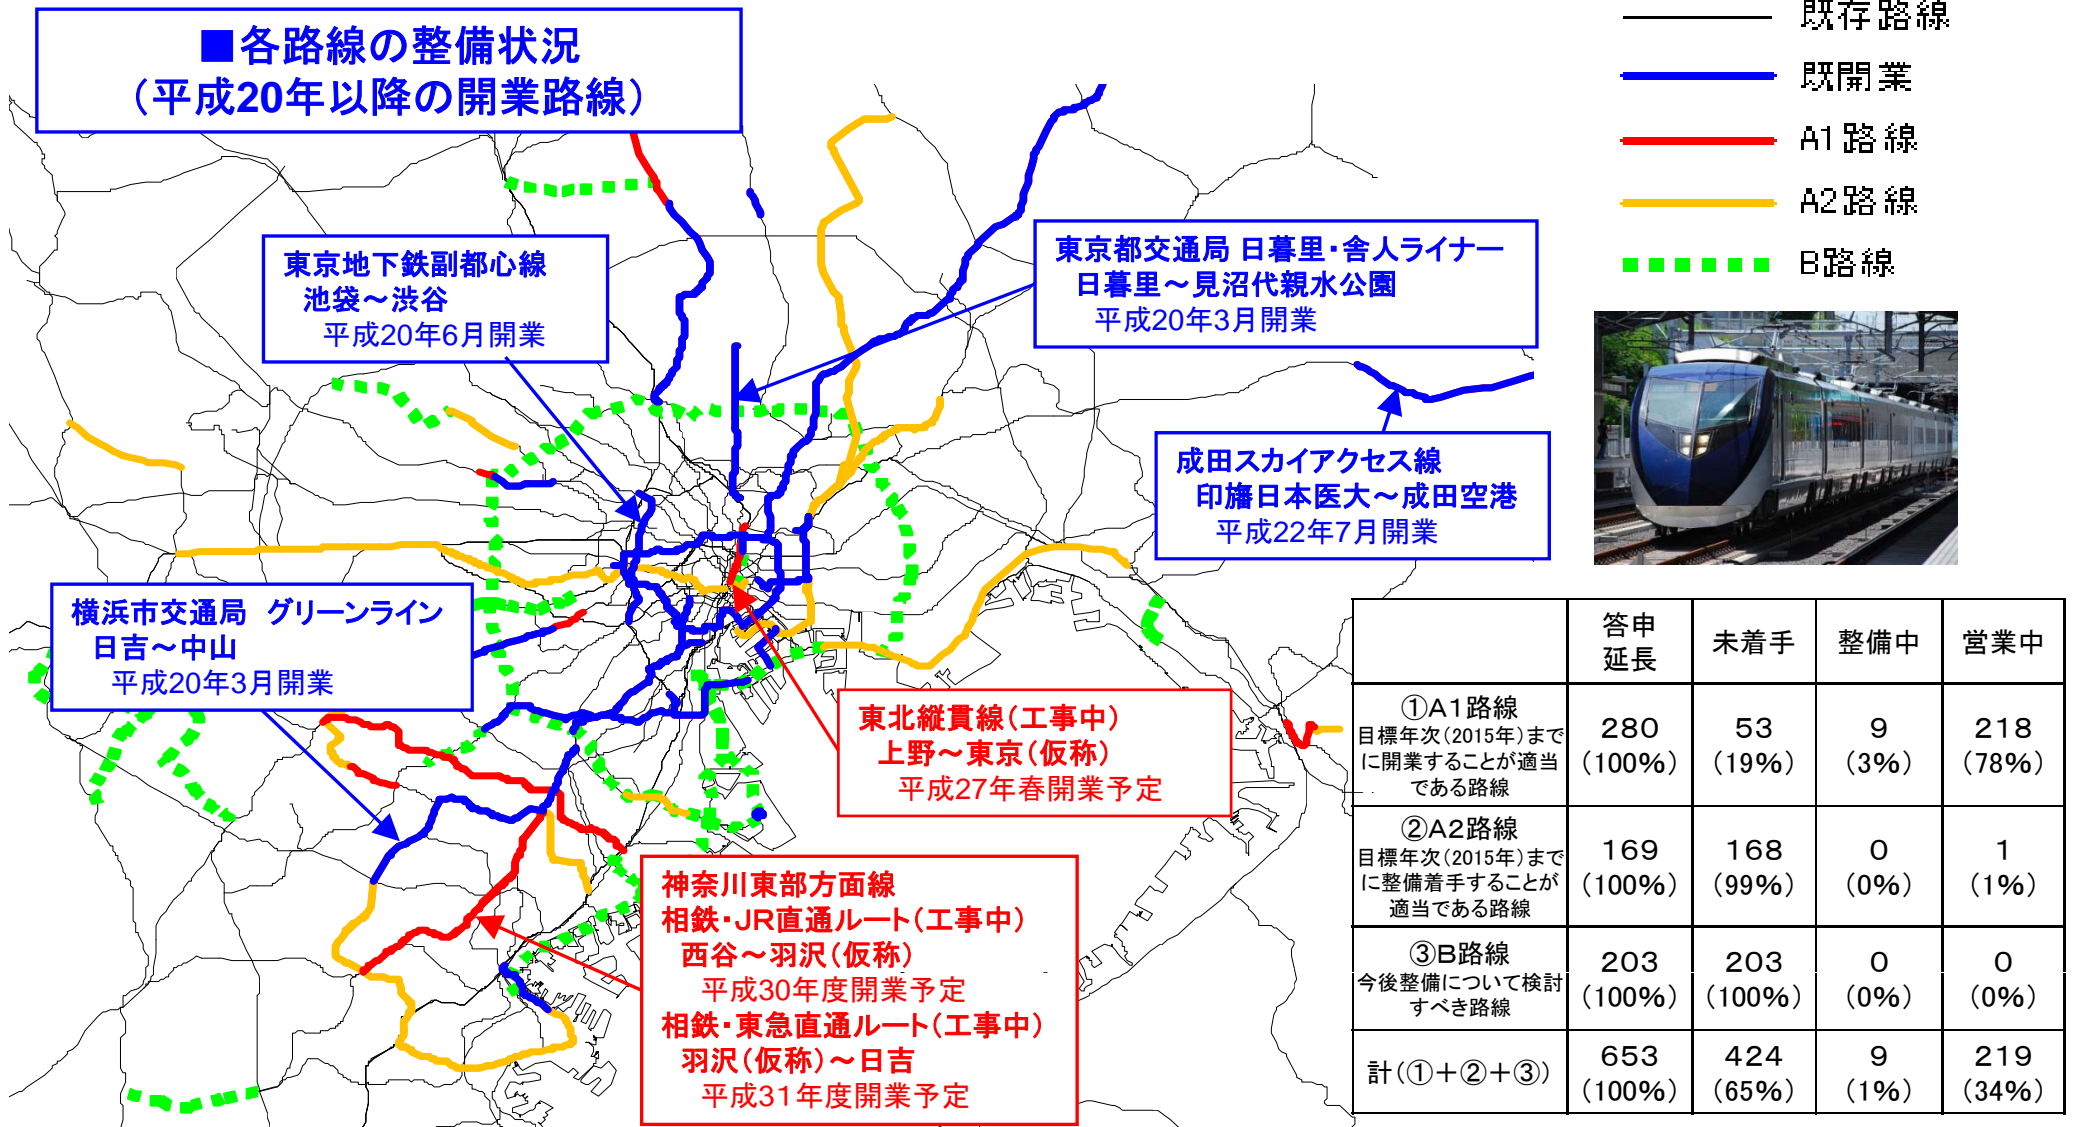 ■各路線の整備状況
（平成20年以降の開業路線）
既存路線
既開業
A1路線
A2路線
B路線
東京地下鉄副都心線
池袋～渋谷
平成20年6月開業
東京都交通局 日暮里・舎人ライナー
日暮里～見沼代親水公園
平成20年3月開業
成田スカイアクセス線
印旛日本医大～成田空港
平成22年7月開業
横浜市交通局　グリーンライン
日吉～中山
平成20年3月開業
東北縦貫線（工事中）
上野～東京（仮称）
平成27年春開業予定
神奈川東部方面線
相鉄・JR直通ルート（工事中）
西谷～羽沢（仮称）
平成30年度開業予定
相鉄・東急直通ルート（工事中）
羽沢（仮称）～日吉
平成31年度開業予定
答申
延長
未着手
整備中
営業中
①A1路線
目標年次（2015年）まで
に開業することが適当
である路線
280
（100%）
53
（19%）
9
（3%）
218
（78%）
②A2路線
目標年次（2015年）まで
に整備着手することが
適当である路線
169
（100%）
168
（99%）
0
（0%）
1
（1%）
③B路線
今後整備について検討
すべき路線
203
（100%）
203
（100%）
0
（0%）
0
（0%）
計（①＋②＋③）
653
（100%）
424
（65%）
9
（1%）
219
（34%）